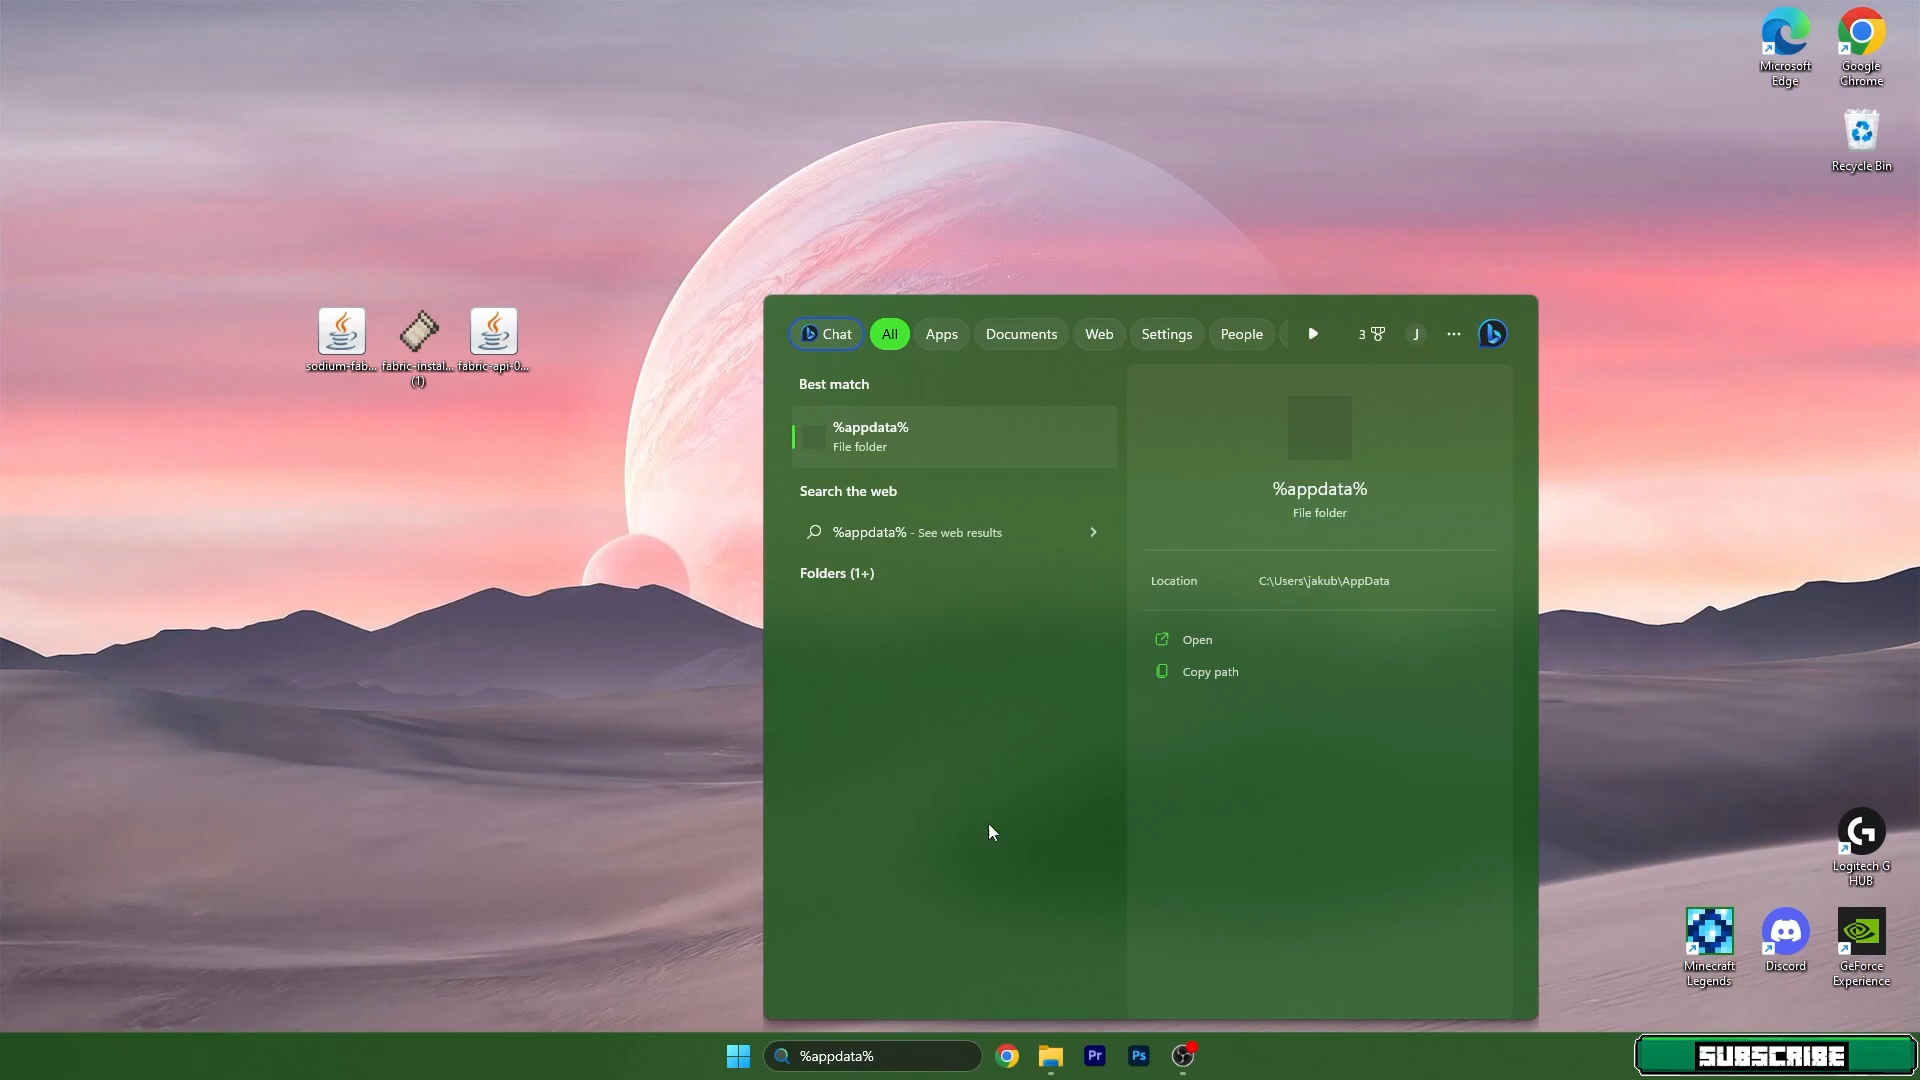 Microsoft
Edge
Google
Chrome
Recycle Bin
sodium-fab...
fabric-instal...
(1)
fabric-api-0...
Chat
All
Apps
Documents
Web
Settings
People
3
J
Best match
%appdata%
File folder
Search the web
%appdata% - See web results
Folders (1+)
%appdata%
File folder
Location C:\Users\jakub\AppData
Open
Copy path
Logitech G
HUB
Minecraft
Legends
Discord
GeForce
Experience
%appdata%
Pr
Ps
SUBSCRIBE